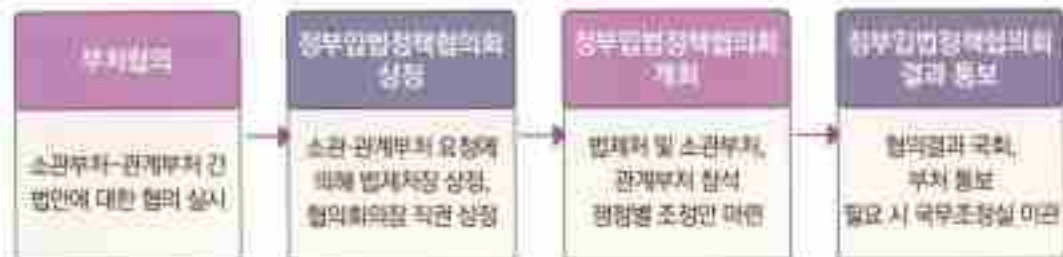 부처협의
소관부처-관계부처 간
법안에 대한 협의 실시
정부입법정책협의회
상정
소관·관계부처 요청에
의해 법제처장 상정,
협의회의장 직권 상정
정부입법정책협의회
개최
법제처 및 소관부처,
관계부처 참석
쟁점별 조정안 마련
정부입법정책협의회
결과 통보
협의결과 국회,
부처 통보
필요 시 국무조정실 이관